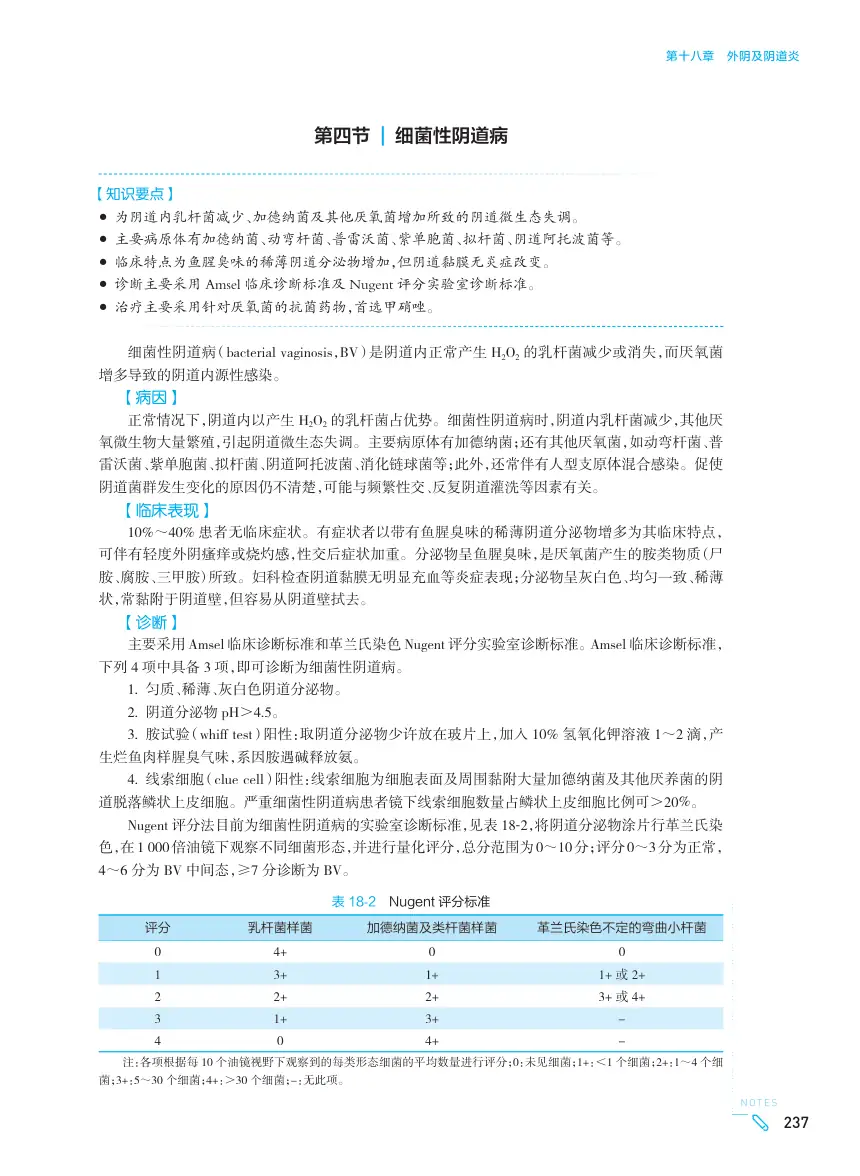 第十八章 外阴及阴道炎
第四节 | 细菌性阴道病
【知识要点】
● 为阴道内乳杆菌减少、加德纳菌及其他厌氧菌增加所致的阴道微生态失调。
● 主要病原体有加德纳菌、动弯杆菌、普雷沃菌、紫单胞菌、拟杆菌、阴道阿托波菌等。
● 临床特点为鱼腥臭味的稀薄阴道分泌物增加,但阴道黏膜无炎症改变。
● 诊断主要采用 Amsel 临床诊断标准及 Nugent 评分实验室诊断标准。
● 治疗主要采用针对厌氧菌的抗菌药物,首选甲硝唑。
细菌性阴道病(bacterial vaginosis,BV)是阴道内正常产生 H₂O₂ 的乳杆菌减少或消失,而厌氧菌
增多导致的阴道内源性感染。
【病因】
正常情况下,阴道内以产生 H₂O₂ 的乳杆菌占优势。细菌性阴道病时,阴道内乳杆菌减少,其他厌
氧微生物大量繁殖,引起阴道微生态失调。主要病原体有加德纳菌;还有其他厌氧菌,如动弯杆菌、普
雷沃菌、紫单胞菌、拟杆菌、阴道阿托波菌、消化链球菌等;此外,还常伴有人型支原体混合感染。促使
阴道菌群发生变化的原因仍不清楚,可能与频繁性交、反复阴道灌洗等因素有关。
【临床表现】
10%～40% 患者无临床症状。有症状者以带有鱼腥臭味的稀薄阴道分泌物增多为其临床特点,
可伴有轻度外阴瘙痒或烧灼感,性交后症状加重。分泌物呈鱼腥臭味,是厌氧菌产生的胺类物质(尸
胺、腐胺、三甲胺)所致。妇科检查阴道黏膜无明显充血等炎症表现;分泌物呈灰白色、均匀一致、稀薄
状,常黏附于阴道壁,但容易从阴道壁拭去。
【诊断】
主要采用 Amsel 临床诊断标准和革兰氏染色 Nugent 评分实验室诊断标准。Amsel 临床诊断标准,
下列 4 项中具备 3 项,即可诊断为细菌性阴道病。
1. 匀质、稀薄、灰白色阴道分泌物。
2. 阴道分泌物 pH＞4.5。
3. 胺试验(whiff test)阳性:取阴道分泌物少许放在玻片上,加入 10% 氢氧化钾溶液 1～2 滴,产
生烂鱼肉样腥臭气味,系因胺遇碱释放氨。
4. 线索细胞(clue cell)阳性:线索细胞为细胞表面及周围黏附大量加德纳菌及其他厌养菌的阴
道脱落鳞状上皮细胞。严重细菌性阴道病患者镜下线索细胞数量占鳞状上皮细胞比例可＞20%。
Nugent 评分法目前为细菌性阴道病的实验室诊断标准,见表 18-2,将阴道分泌物涂片行革兰氏染
色,在 1 000 倍油镜下观察不同细菌形态,并进行量化评分,总分范围为 0～10 分;评分 0～3 分为正常,
4～6 分为 BV 中间态,≥7 分诊断为 BV。
表 18-2 Nugent 评分标准
评分 乳杆菌样菌 加德纳菌及类杆菌样菌 革兰氏染色不定的弯曲小杆菌
0 4+ 0 0
1 3+ 1+ 1+ 或 2+
2 2+ 2+ 3+ 或 4+
3 1+ 3+ –
4 0 4+ –
注:各项根据每 10 个油镜视野下观察到的每类形态细菌的平均数量进行评分;0:未见细菌;1+:＜1 个细菌;2+:1～4 个细
菌;3+:5～30 个细菌;4+:＞30 个细菌;–:无此项。
NOTES
237